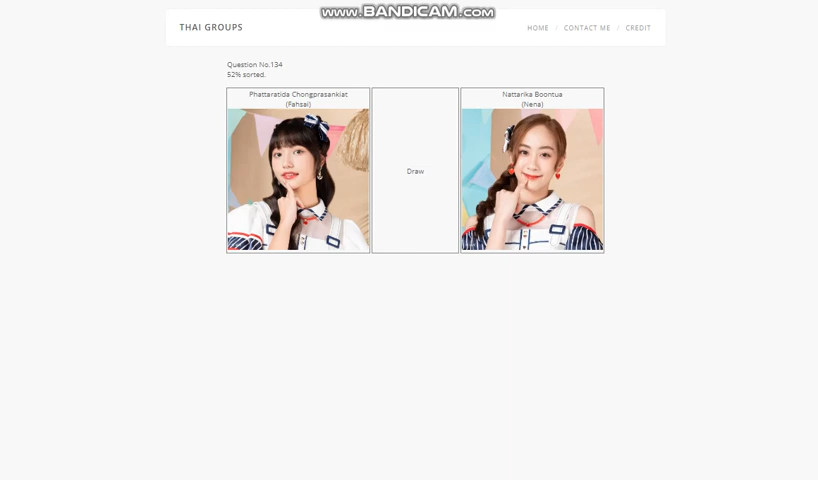 www.BANDICAM.com
THAI GROUPS
HOME / CONTACT ME / CREDIT
Question No.134
52% sorted.
Phattaratida Chongprasankiat
(Fahsai)
Draw
Nattarika Boontua
(Nena)